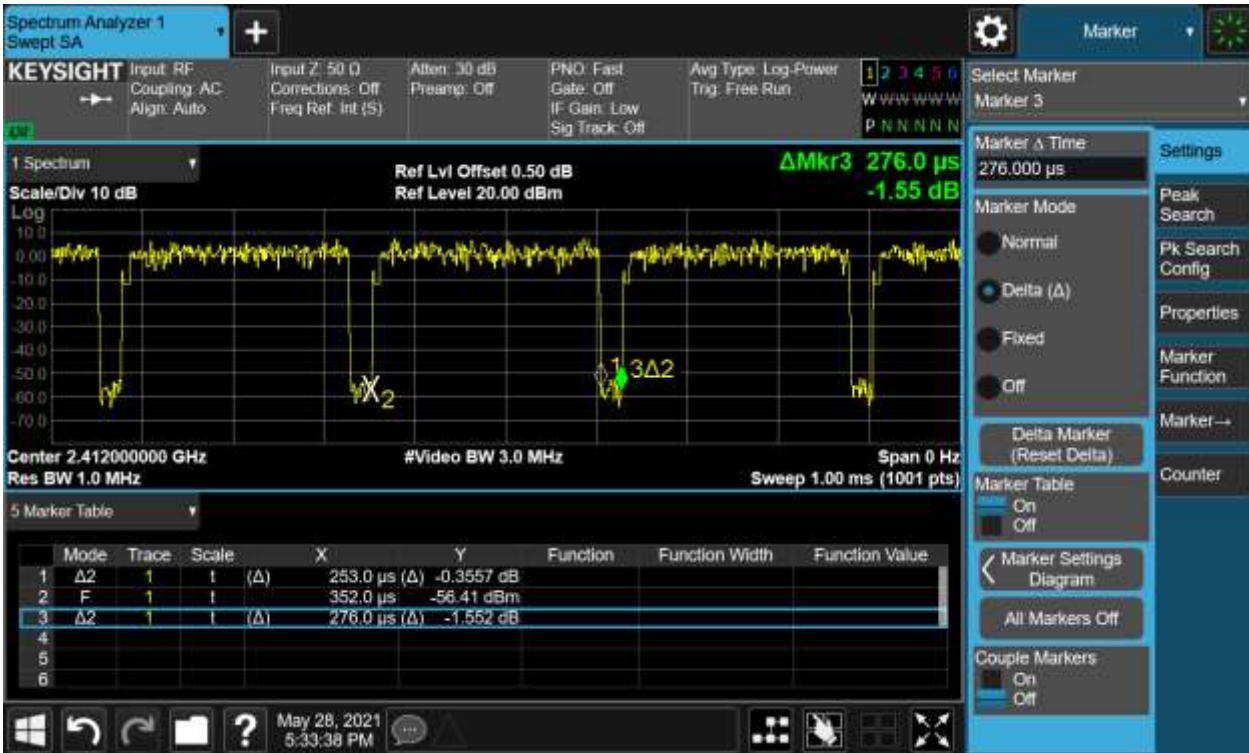 Spectrum Analyzer 1
Swept SA
Marker
KEYSIGHT
Input: RF
Coupling: AC
Align: Auto
Input Z: 50 Ω
Corrections: Off
Freq Ref: Int (S)
Atten: 30 dB
Preamp: Off
PNO: Fast
Gate: Off
IF Gain: Low
Sig Track: Off
Avg Type: Log-Power
Trig: Free Run
1 2 3 4 5 6
W W W W W W
P N N N N N
1 Spectrum
Scale/Div 10 dB
Ref Lvl Offset 0.50 dB
Ref Level 20.00 dBm
ΔMkr3 276.0 µs
-1.55 dB
Log
10.0
0.00
-10.0
-20.0
-30.0
-40.0
-50.0
-60.0
-70.0
X2
1
3Δ2
Center 2.412000000 GHz
#Video BW 3.0 MHz
Span 0 Hz
Res BW 1.0 MHz
Sweep 1.00 ms (1001 pts)
5 Marker Table
Mode Trace Scale X Y Function Function Width Function Value
1 Δ2 1 t (Δ) 253.0 µs (Δ) -0.3557 dB
2 F 1 t 352.0 µs -56.41 dBm
3 Δ2 1 t (Δ) 276.0 µs (Δ) -1.552 dB
4
5
6
May 28, 2021
5:33:38 PM
Select Marker
Marker 3
Marker Δ Time
276.000 µs
Marker Mode
Normal
Delta (Δ)
Fixed
Off
Delta Marker
(Reset Delta)
Marker Table
On
Off
Marker Settings
Diagram
All Markers Off
Couple Markers
On
Off
Settings
Peak
Search
Pk Search
Config
Properties
Marker
Function
Marker→
Counter